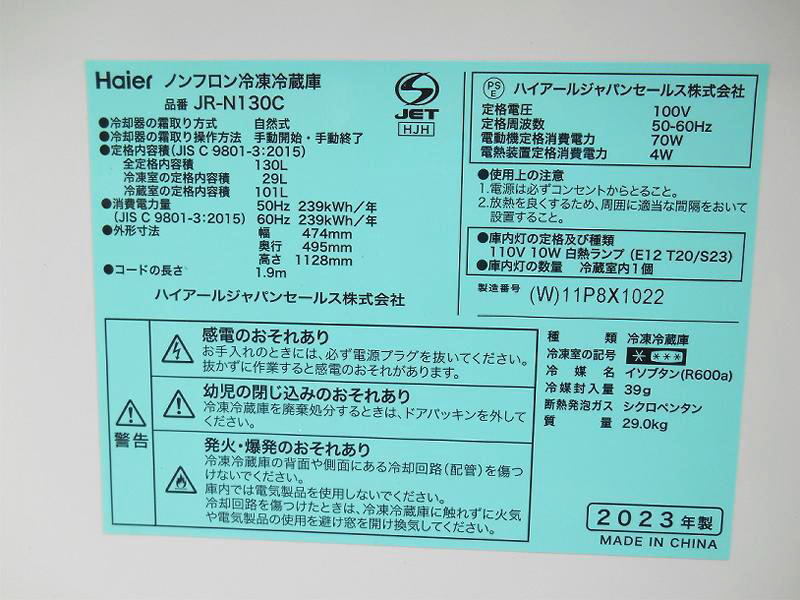 Haier ノンフロン冷凍冷蔵庫
品番 JR-N130C
●冷却器の霜取り方式 自然式
●冷却器の霜取り操作方法 手動開始・手動終了
●定格内容積(JIS C 9801-3:2015)
全定格内容積 130L
冷凍室の定格内容積 29L
冷蔵室の定格内容積 101L
●消費電力量 50Hz 239kWh/年
(JIS C 9801-3:2015) 60Hz 239kWh/年
●外形寸法 幅 474mm
奥行 495mm
高さ 1128mm
●コードの長さ 1.9m
ハイアールジャパンセールス株式会社
S
JET
HJH
PS
E
ハイアールジャパンセールス株式会社
定格電圧 100V
定格周波数 50-60Hz
電動機定格消費電力 70W
電熱装置定格消費電力 4W
●使用上の注意
1.電源は必ずコンセントからとること。
2.放熱を良くするため、周囲に適当な間隔をおいて
設置すること。
●庫内灯の定格及び種類
110V 10W 白熱ランプ (E12 T20/S23)
●庫内灯の数量 冷蔵室内1個
製造番号 (W)11P8X1022
警告
感電のおそれあり
お手入れのときには、必ず電源プラグを抜いてください。
抜かずに作業すると感電のおそれがあります。
幼児の閉じ込みのおそれあり
冷凍冷蔵庫を廃棄処分するときは、ドアパッキンを外して
ください。
発火・爆発のおそれあり
冷凍冷蔵庫の背面や側面にある冷却回路(配管)を傷つ
けないでください。
庫内では電気製品を使用しないでください。
冷却回路を傷つけたときは、冷凍冷蔵庫に触れずに火気
や電気製品の使用を避け窓を開け換気してください。
種類 冷凍冷蔵庫
冷凍室の記号 * ***
冷媒名 イソブタン(R600a)
冷媒封入量 39g
断熱発泡ガス シクロペンタン
質量 29.0kg
2023年製
MADE IN CHINA